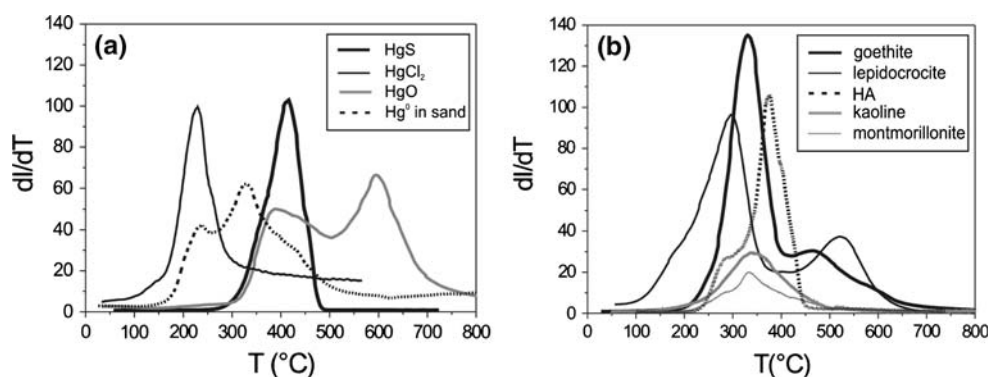 (a)
HgS
HgCl₂
HgO
Hg⁰ in sand
dI/dT
140
120
100
80
60
40
20
0
0 100 200 300 400 500 600 700 800
T (°C)
(b)
goethite
lepidocrocite
HA
kaoline
montmorillonite
dI/dT
140
120
100
80
60
40
20
0
0 100 200 300 400 500 600 700 800
T(°C)